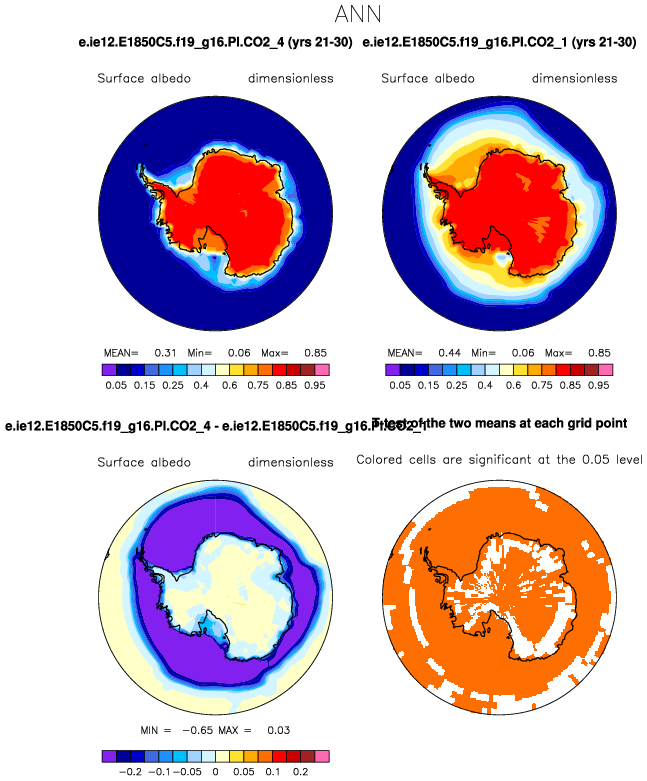 ANN
e.ie12.E1850C5.f19_g16.PI.CO2_4 (yrs 21-30) e.ie12.E1850C5.f19_g16.PI.CO2_1 (yrs 21-30)
Surface albedo dimensionless Surface albedo dimensionless
MEAN= 0.31 Min= 0.06 Max= 0.85 MEAN= 0.44 Min= 0.06 Max= 0.85
0.05 0.15 0.25 0.4 0.6 0.75 0.85 0.95 0.05 0.15 0.25 0.4 0.6 0.75 0.85 0.95
e.ie12.E1850C5.f19_g16.PI.CO2_4 - e.ie12.E1850C5.f19_g16.PI.CO2_1 T-test of the two means at each grid point
Surface albedo dimensionless Colored cells are significant at the 0.05 level
MIN = -0.65 MAX = 0.03
-0.2 -0.1 -0.05 0 0.05 0.1 0.2